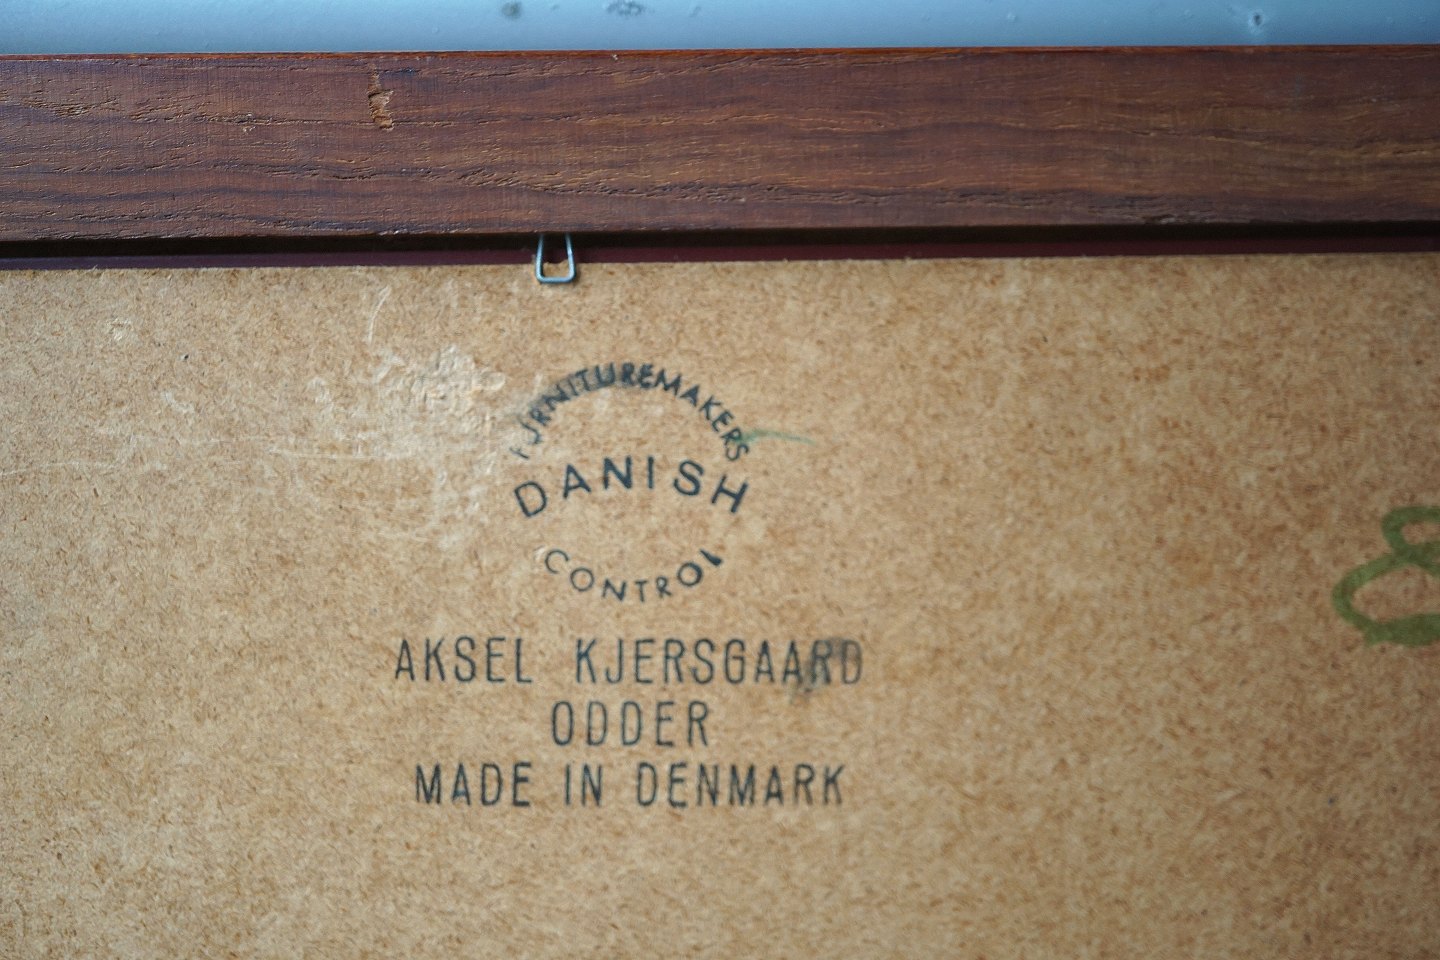 FURNITUREMAKERS
DANISH
CONTROL
AKSEL KJERSGAARD
ODDER
MADE IN DENMARK